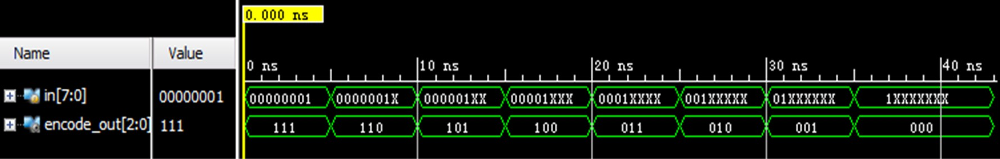 0.000 ns
Name Value
0 ns 10 ns 20 ns 30 ns 40 ns
in[7:0] 00000001 00000001 0000001X 000001XX 00001XXX 0001XXXX 001XXXXX 01XXXXXX 1XXXXXXX
encode_out[2:0] 111 111 110 101 100 011 010 001 000